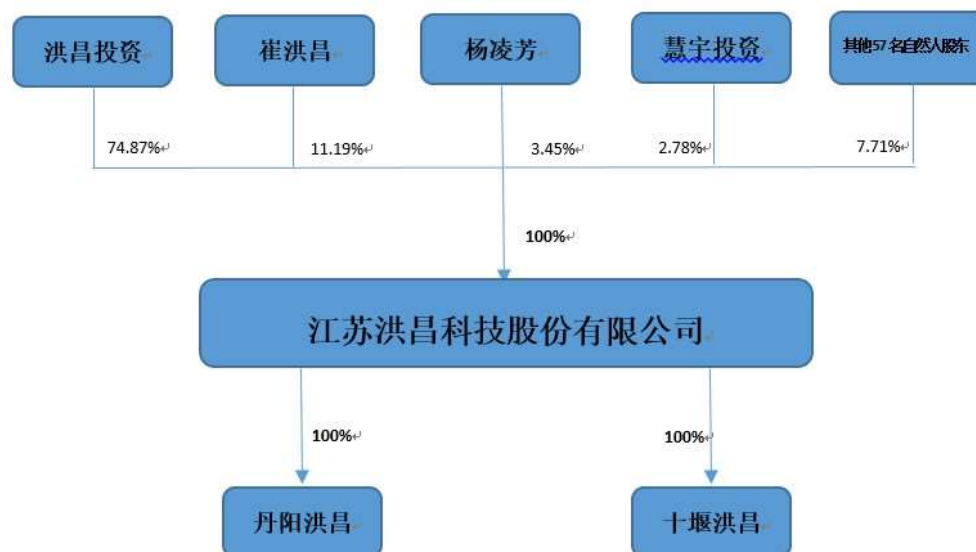 洪昌投资
崔洪昌
杨凌芳
慧宇投资
其他57名自然人股东
74.87%
11.19%
3.45%
2.78%
7.71%
100%
江苏洪昌科技股份有限公司
100%
100%
丹阳洪昌
十堰洪昌